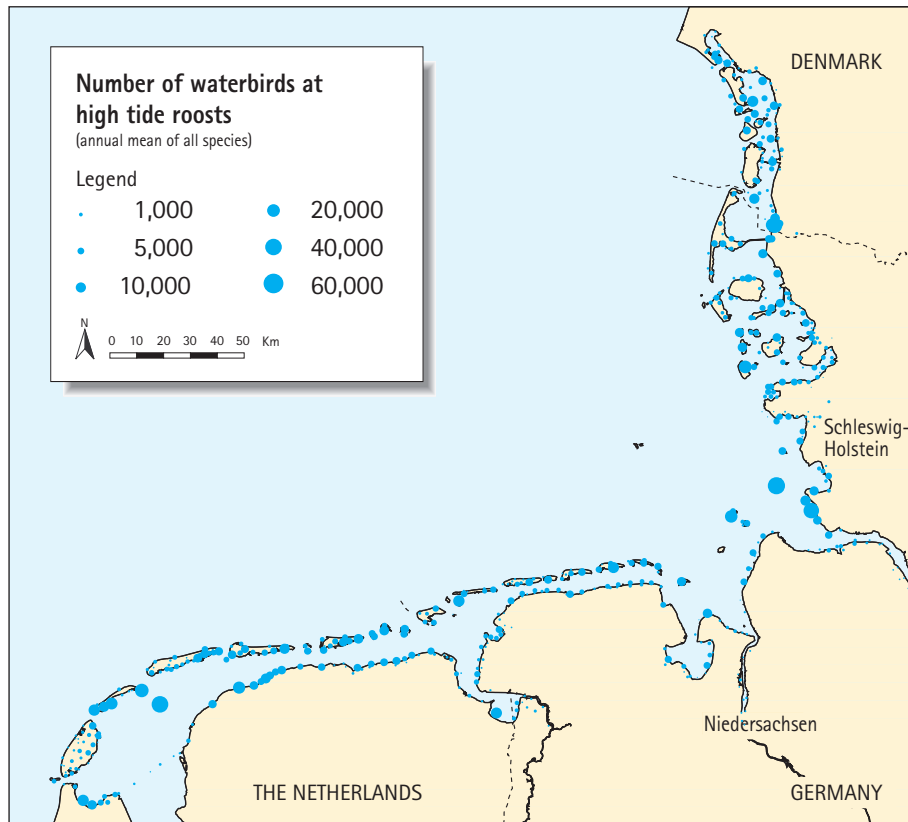 Number of waterbirds at
high tide roosts
(annual mean of all species)
Legend
1,000
5,000
10,000
20,000
40,000
60,000
N
0 10 20 30 40 50 Km
DENMARK
Schleswig-
Holstein
Niedersachsen
THE NETHERLANDS
GERMANY